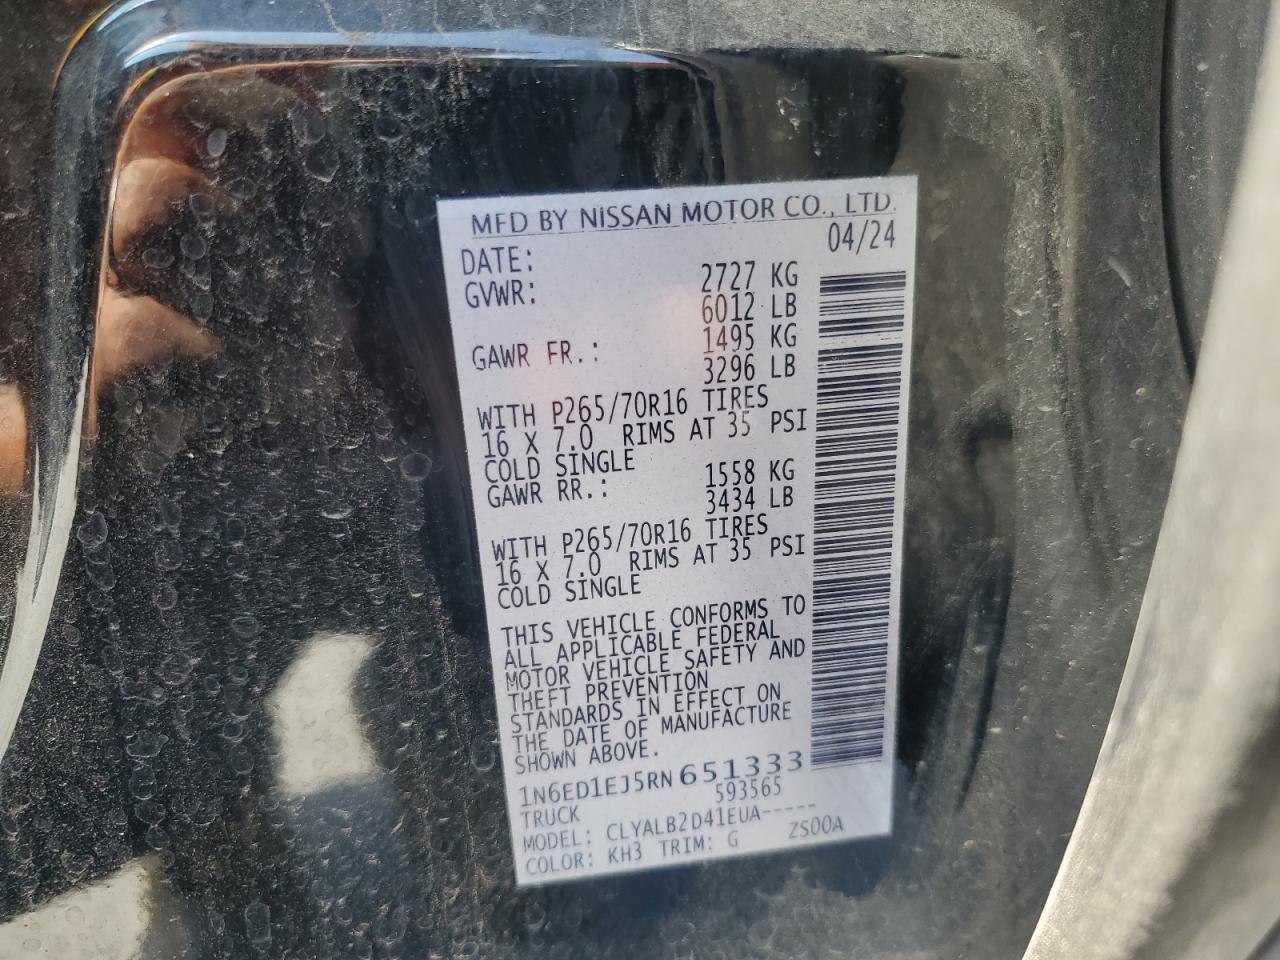 MFD BY NISSAN MOTOR CO., LTD.
DATE: 04/24
GVWR: 2727 KG
6012 LB
GAWR FR.: 1495 KG
3296 LB
WITH P265/70R16 TIRES
16 X 7.0 RIMS AT 35 PSI
COLD SINGLE
GAWR RR.: 1558 KG
3434 LB
WITH P265/70R16 TIRES
16 X 7.0 RIMS AT 35 PSI
COLD SINGLE
THIS VEHICLE CONFORMS TO
ALL APPLICABLE FEDERAL
MOTOR VEHICLE SAFETY AND
THEFT PREVENTION
STANDARDS IN EFFECT ON
THE DATE OF MANUFACTURE
SHOWN ABOVE.
1N6ED1EJ5RN651333
TRUCK 593565
MODEL: CLYALB2D41EUA-----
COLOR: KH3 TRIM: G ZS00A